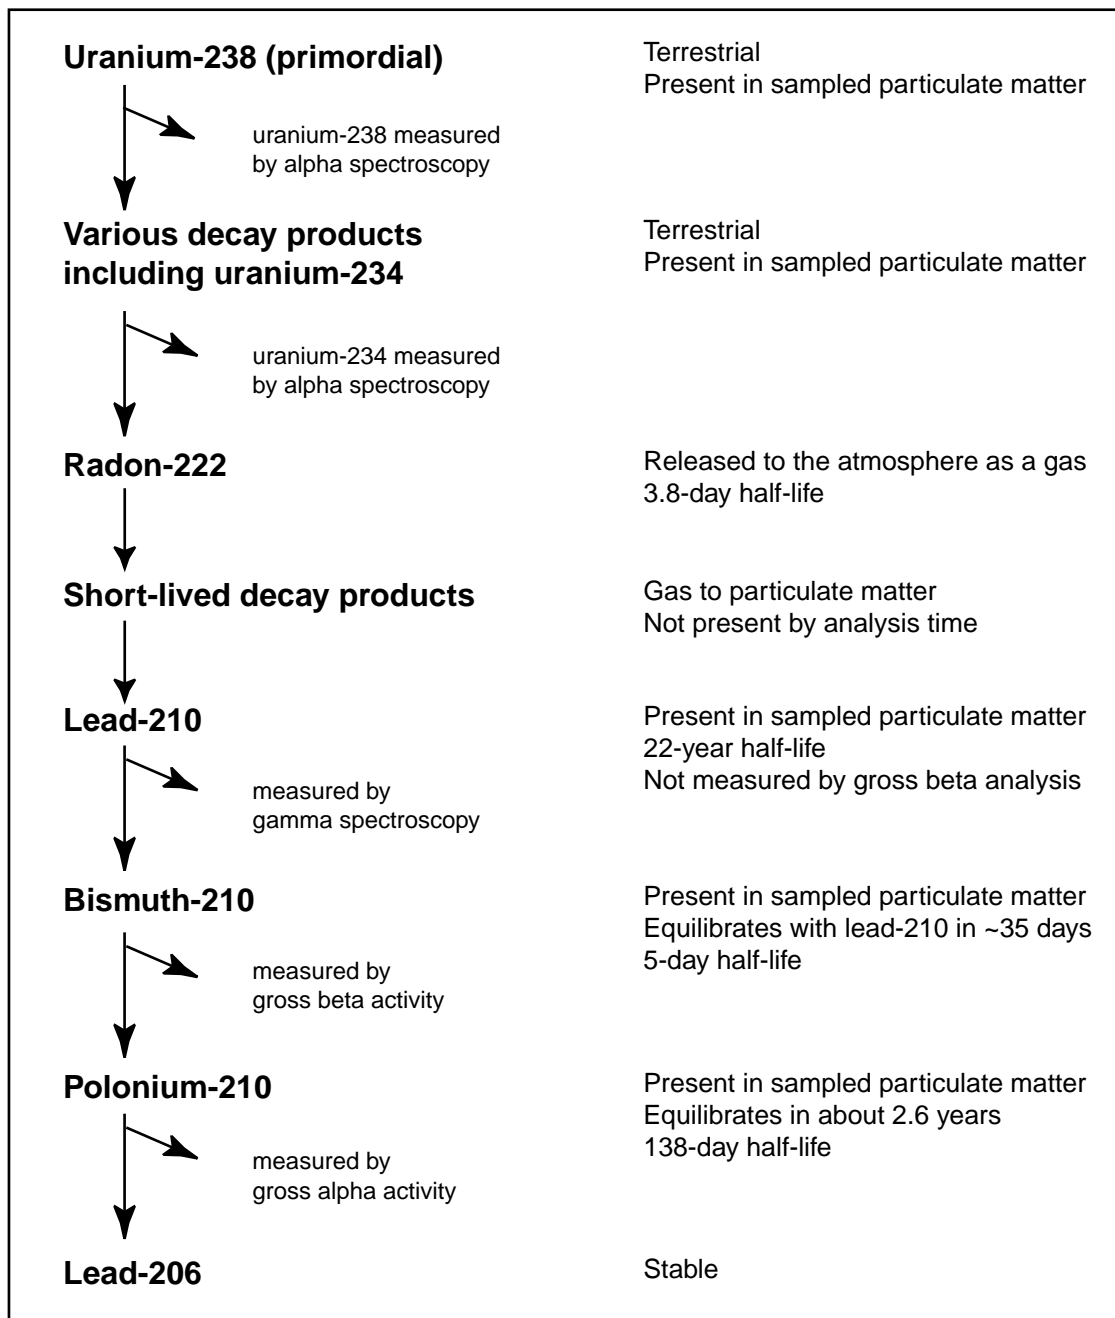 Uranium-238 (primordial)
Terrestrial
Present in sampled particulate matter
uranium-238 measured
by alpha spectroscopy
Various decay products
including uranium-234
Terrestrial
Present in sampled particulate matter
uranium-234 measured
by alpha spectroscopy
Radon-222
Released to the atmosphere as a gas
3.8-day half-life
Short-lived decay products
Gas to particulate matter
Not present by analysis time
Lead-210
Present in sampled particulate matter
22-year half-life
Not measured by gross beta analysis
measured by
gamma spectroscopy
Bismuth-210
Present in sampled particulate matter
Equilibrates with lead-210 in ~35 days
5-day half-life
measured by
gross beta activity
Polonium-210
Present in sampled particulate matter
Equilibrates in about 2.6 years
138-day half-life
measured by
gross alpha activity
Lead-206
Stable